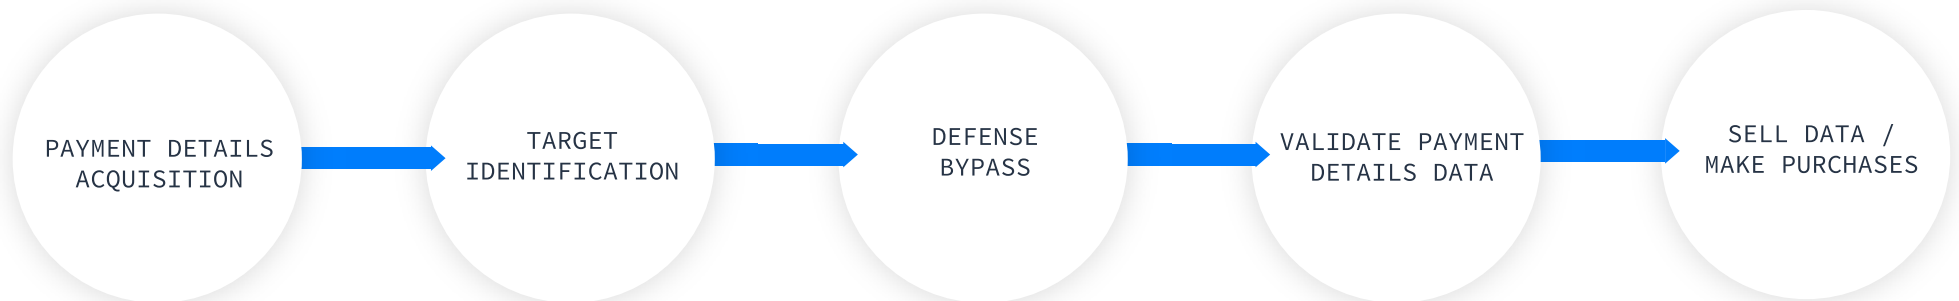 PAYMENT DETAILS
ACQUISITION
TARGET
IDENTIFICATION
DEFENSE
BYPASS
VALIDATE PAYMENT
DETAILS DATA
SELL DATA /
MAKE PURCHASES